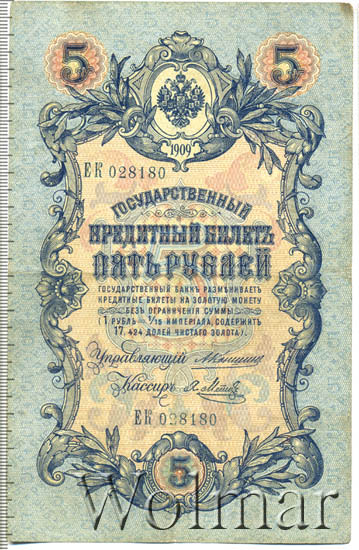 5 5
1909
ЕК 028180
ГОСУДАРСТВЕННЫЙ
КРЕДИТНЫЙ БИЛЕТЪ
ПЯТЬ РУБЛЕЙ
ГОСУДАРСТВЕННЫЙ БАНКЪ РАЗМѢНИВАЕТЪ
КРЕДИТНЫЕ БИЛЕТЫ НА ЗОЛОТУЮ МОНЕТУ
БЕЗЪ ОГРАНИЧЕНІЯ СУММЫ
(1 РУБЛЬ = 1/15 ИМПЕРІАЛА, СОДЕРЖИТЪ
17,424 ДОЛЕЙ ЧИСТАГО ЗОЛОТА).
Управляющій
Кассиръ
ЕК 028180
5
Wolmar